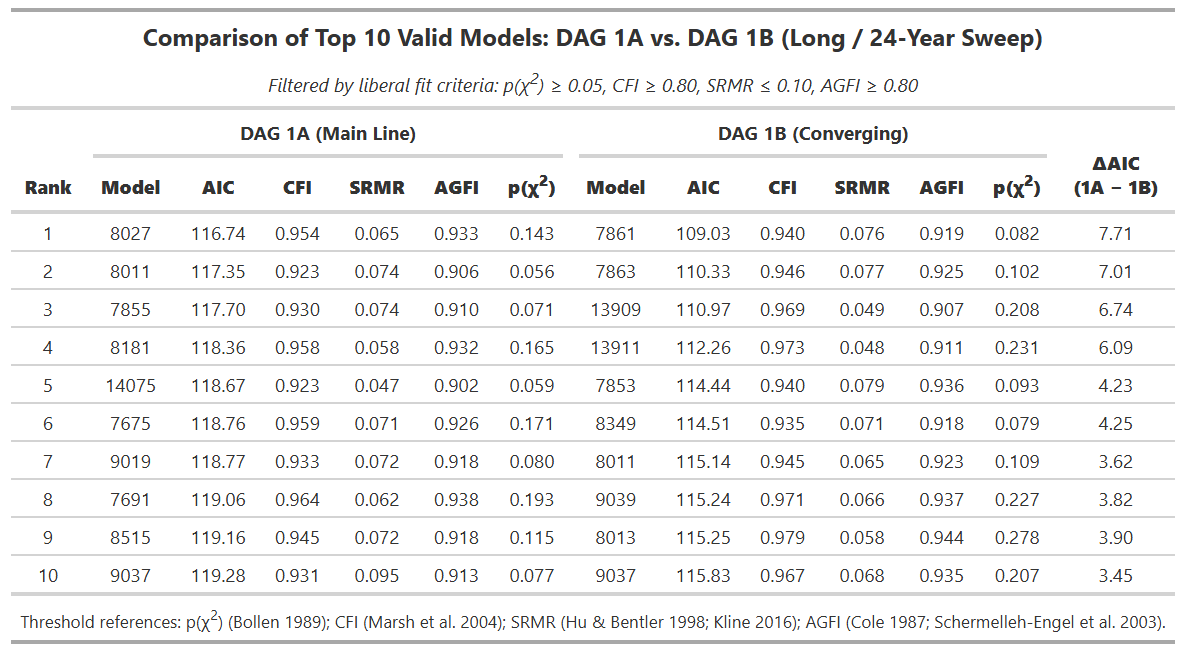 Comparison of Top 10 Valid Models: DAG 1A vs. DAG 1B (Long / 24-Year Sweep)
Filtered by liberal fit criteria: p(χ²) ≥ 0.05, CFI ≥ 0.80, SRMR ≤ 0.10, AGFI ≥ 0.80
DAG 1A (Main Line) DAG 1B (Converging)
Rank Model AIC CFI SRMR AGFI p(χ²) Model AIC CFI SRMR AGFI p(χ²) ΔAIC (1A − 1B)
1 8027 116.74 0.954 0.065 0.933 0.143 7861 109.03 0.940 0.076 0.919 0.082 7.71
2 8011 117.35 0.923 0.074 0.906 0.056 7863 110.33 0.946 0.077 0.925 0.102 7.01
3 7855 117.70 0.930 0.074 0.910 0.071 13909 110.97 0.969 0.049 0.907 0.208 6.74
4 8181 118.36 0.958 0.058 0.932 0.165 13911 112.26 0.973 0.048 0.911 0.231 6.09
5 14075 118.67 0.923 0.047 0.902 0.059 7853 114.44 0.940 0.079 0.936 0.093 4.23
6 7675 118.76 0.959 0.071 0.926 0.171 8349 114.51 0.935 0.071 0.918 0.079 4.25
7 9019 118.77 0.933 0.072 0.918 0.080 8011 115.14 0.945 0.065 0.923 0.109 3.62
8 7691 119.06 0.964 0.062 0.938 0.193 9039 115.24 0.971 0.066 0.937 0.227 3.82
9 8515 119.16 0.945 0.072 0.918 0.115 8013 115.25 0.979 0.058 0.944 0.278 3.90
10 9037 119.28 0.931 0.095 0.913 0.077 9037 115.83 0.967 0.068 0.935 0.207 3.45
Threshold references: p(χ²) (Bollen 1989); CFI (Marsh et al. 2004); SRMR (Hu & Bentler 1998; Kline 2016); AGFI (Cole 1987; Schermelleh-Engel et al. 2003).